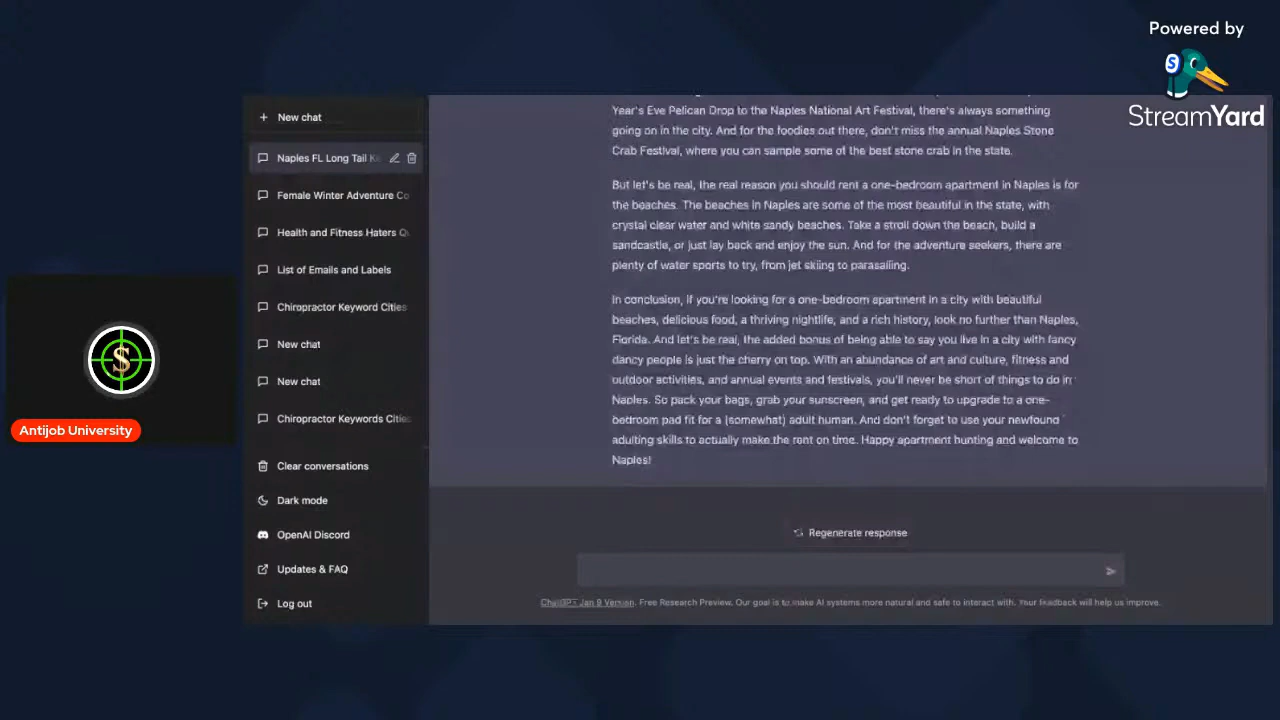 Powered by
StreamYard
New chat
Naples FL Long Tail K
Female Winter Adventure Co
Health and Fitness Haters Q
List of Emails and Labels
Chiropractor Keyword Cities
New chat
New chat
Chiropractor Keywords Cities
Clear conversations
Dark mode
OpenAI Discord
Updates & FAQ
Log out
Year's Eve Pelican Drop to the Naples National Art Festival, there's always something
going on in the city. And for the foodies out there, don't miss the annual Naples Stone
Crab Festival, where you can sample some of the best stone crab in the state.
But let's be real, the real reason you should rent a one-bedroom apartment in Naples is for
the beaches. The beaches in Naples are some of the most beautiful in the state, with
crystal clear water and white sandy beaches. Take a stroll down the beach, build a
sandcastle, or just lay back and enjoy the sun. And for the adventure seekers, there are
plenty of water sports to try, from jet skiing to parasailing.
In conclusion, if you're looking for a one-bedroom apartment in a city with beautiful
beaches, delicious food, a thriving nightlife, and a rich history, look no further than Naples,
Florida. And let's be real, the added bonus of being able to say you live in a city with fancy
dancy people is just the cherry on top. With an abundance of art and culture, fitness and
outdoor activities, and annual events and festivals, you'll never be short of things to do in
Naples. So pack your bags, grab your sunscreen, and get ready to upgrade to a one-
bedroom pad fit for a (somewhat) adult human. And don't forget to use your newfound
adulting skills to actually make the rent on time. Happy apartment hunting and welcome to
Naples!
Regenerate response
ChatGPT Jan 9 Version. Free Research Preview. Our goal is to make AI systems more natural and safe to interact with. Your feedback will help us improve.
S
$
Antijob University